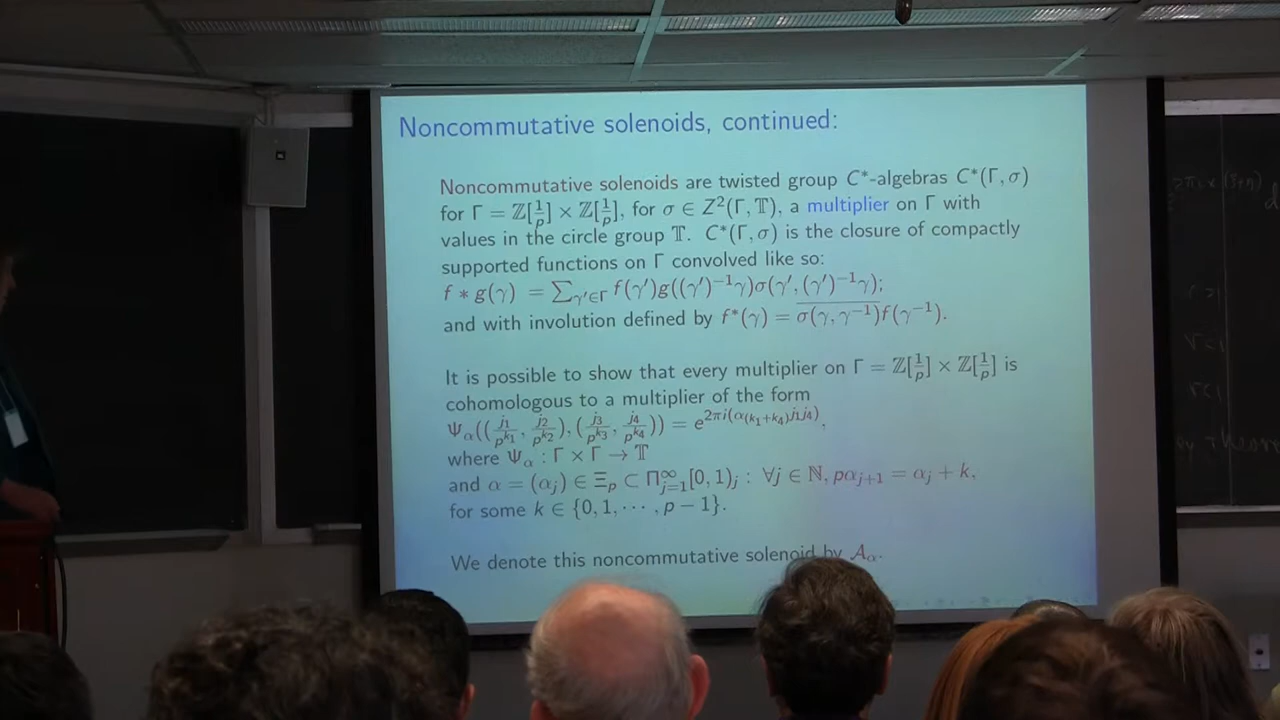 Noncommutative solenoids, continued:
Noncommutative solenoids are twisted group C*-algebras C*(Γ, σ)
for Γ = ℤ[1/p] × ℤ[1/p], for σ ∈ Z²(Γ, 𝕋), a multiplier on Γ with
values in the circle group 𝕋. C*(Γ, σ) is the closure of compactly
supported functions on Γ convolved like so:
f * g(γ) = ∑_{γ′∈Γ} f(γ′)g((γ′)⁻¹γ)σ(γ′, (γ′)⁻¹γ);
and with involution defined by f*(γ) = \overline{σ(γ, γ⁻¹)}f(γ⁻¹).
It is possible to show that every multiplier on Γ = ℤ[1/p] × ℤ[1/p] is
cohomologous to a multiplier of the form
Ψ_α((j₁/p^{k₁}, j₂/p^{k₂}), (j₃/p^{k₃}, j₄/p^{k₄})) = e^{2πi(α_{(k₁+k₄)}j₁j₄)},
where Ψ_α : Γ × Γ → 𝕋
and α = (α_j) ∈ Ξ_p ⊂ Π_{j=1}^∞[0, 1)_j : ∀j ∈ ℕ, pα_{j+1} = α_j + k,
for some k ∈ {0, 1, ⋯ , p − 1}.
We denote this noncommutative solenoid by 𝒜_α.